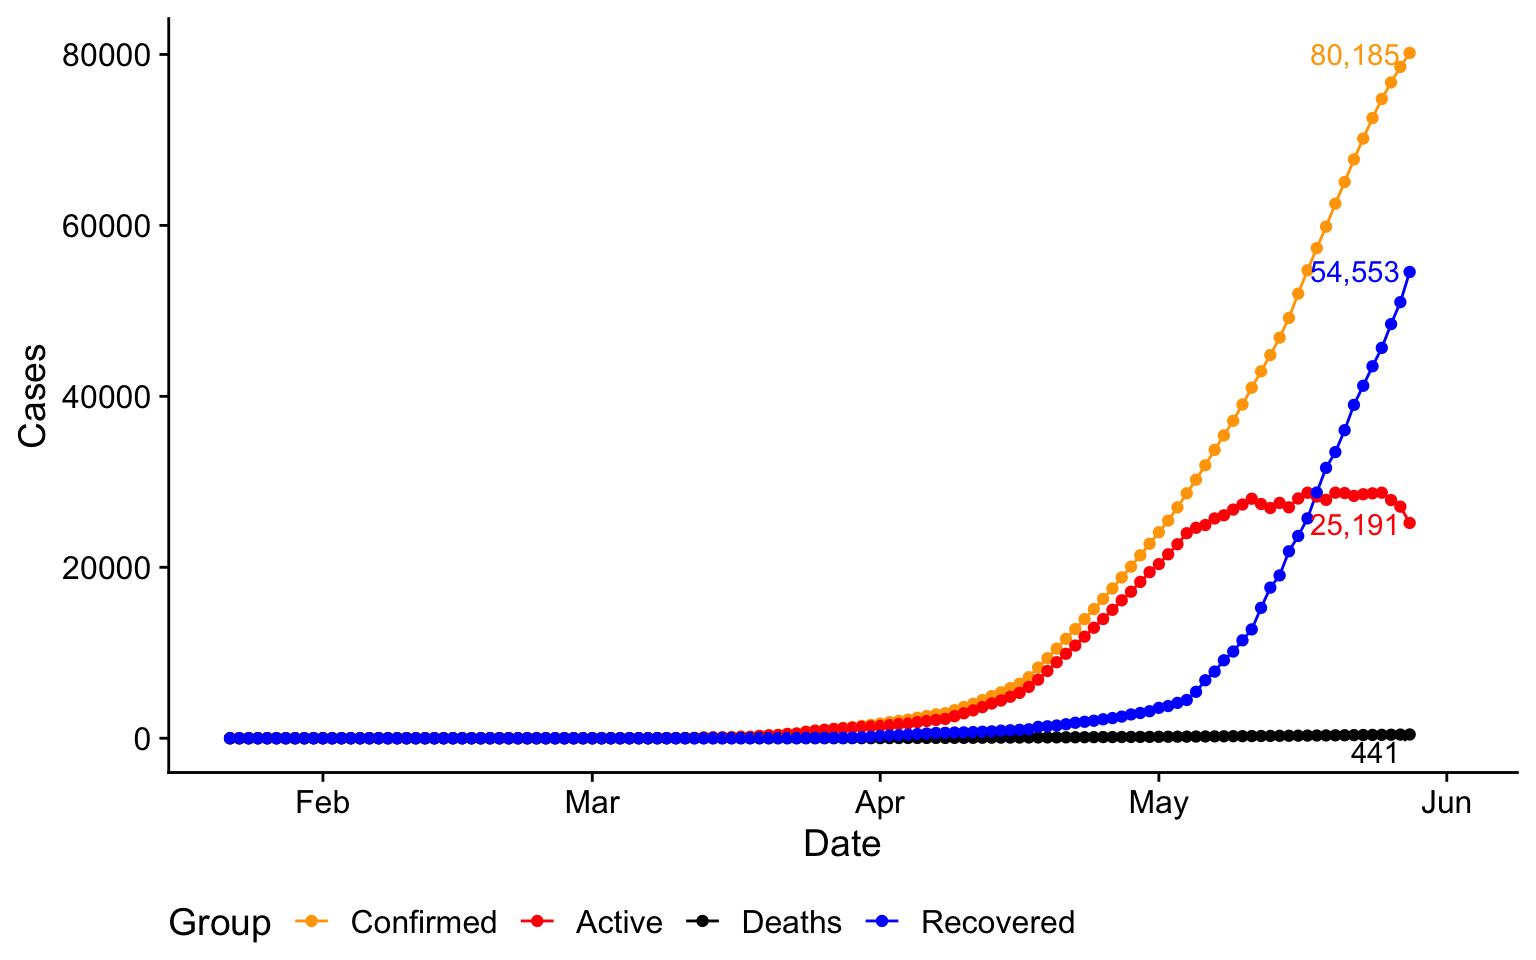 80000
60000
40000
20000
0
Cases
80,185
54,553
25,191
441
Feb Mar Apr May Jun
Date
Group Confirmed Active Deaths Recovered